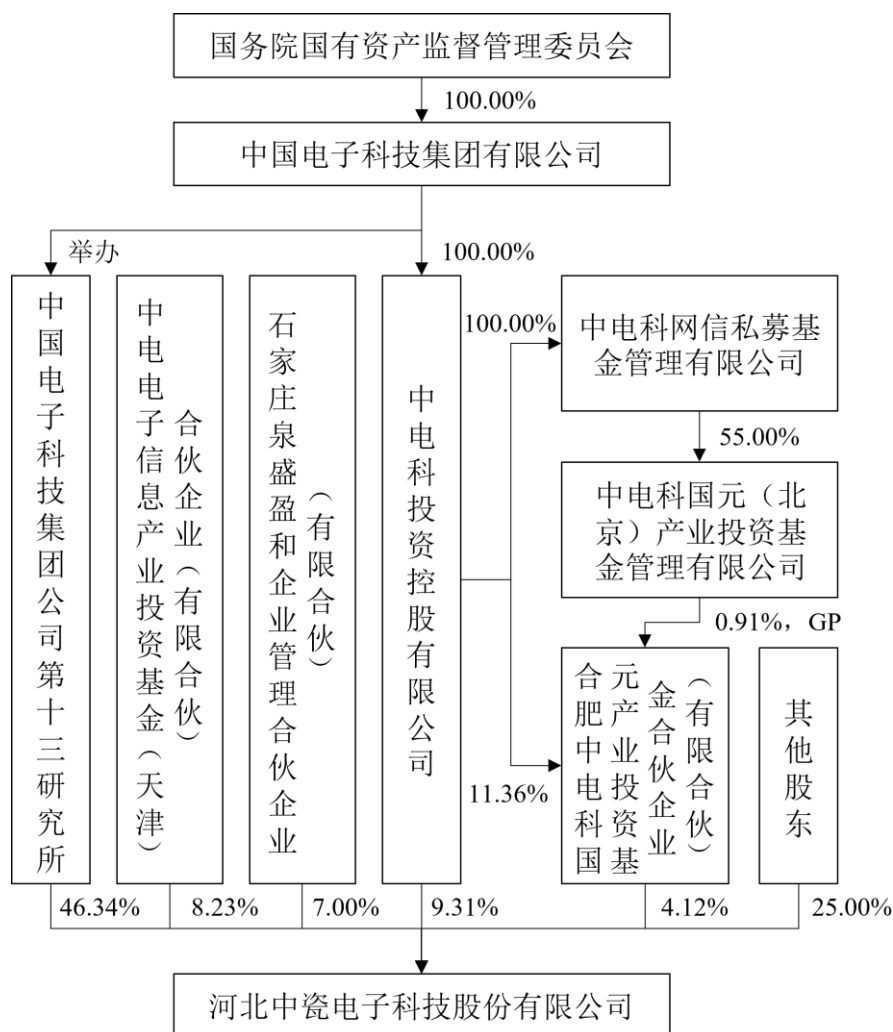 国务院国有资产监督管理委员会
100.00%
中国电子科技集团有限公司
举办
100.00%
中国电子科技集团公司第十三研究所
中电电子信息产业投资基金(天津)
合伙企业(有限合伙)
石家庄泉盛盈和企业管理合伙企业
(有限合伙)
中电科投资控股有限公司
100.00%
中电科网信私募基
金管理有限公司
55.00%
中电科国元（北
京）产业投资基
金管理有限公司
0.91%，GP
11.36%
合肥中电科国
元产业投资基
金合伙企业
(有限合伙)
其他股东
46.34%
8.23%
7.00%
9.31%
4.12%
25.00%
河北中瓷电子科技股份有限公司